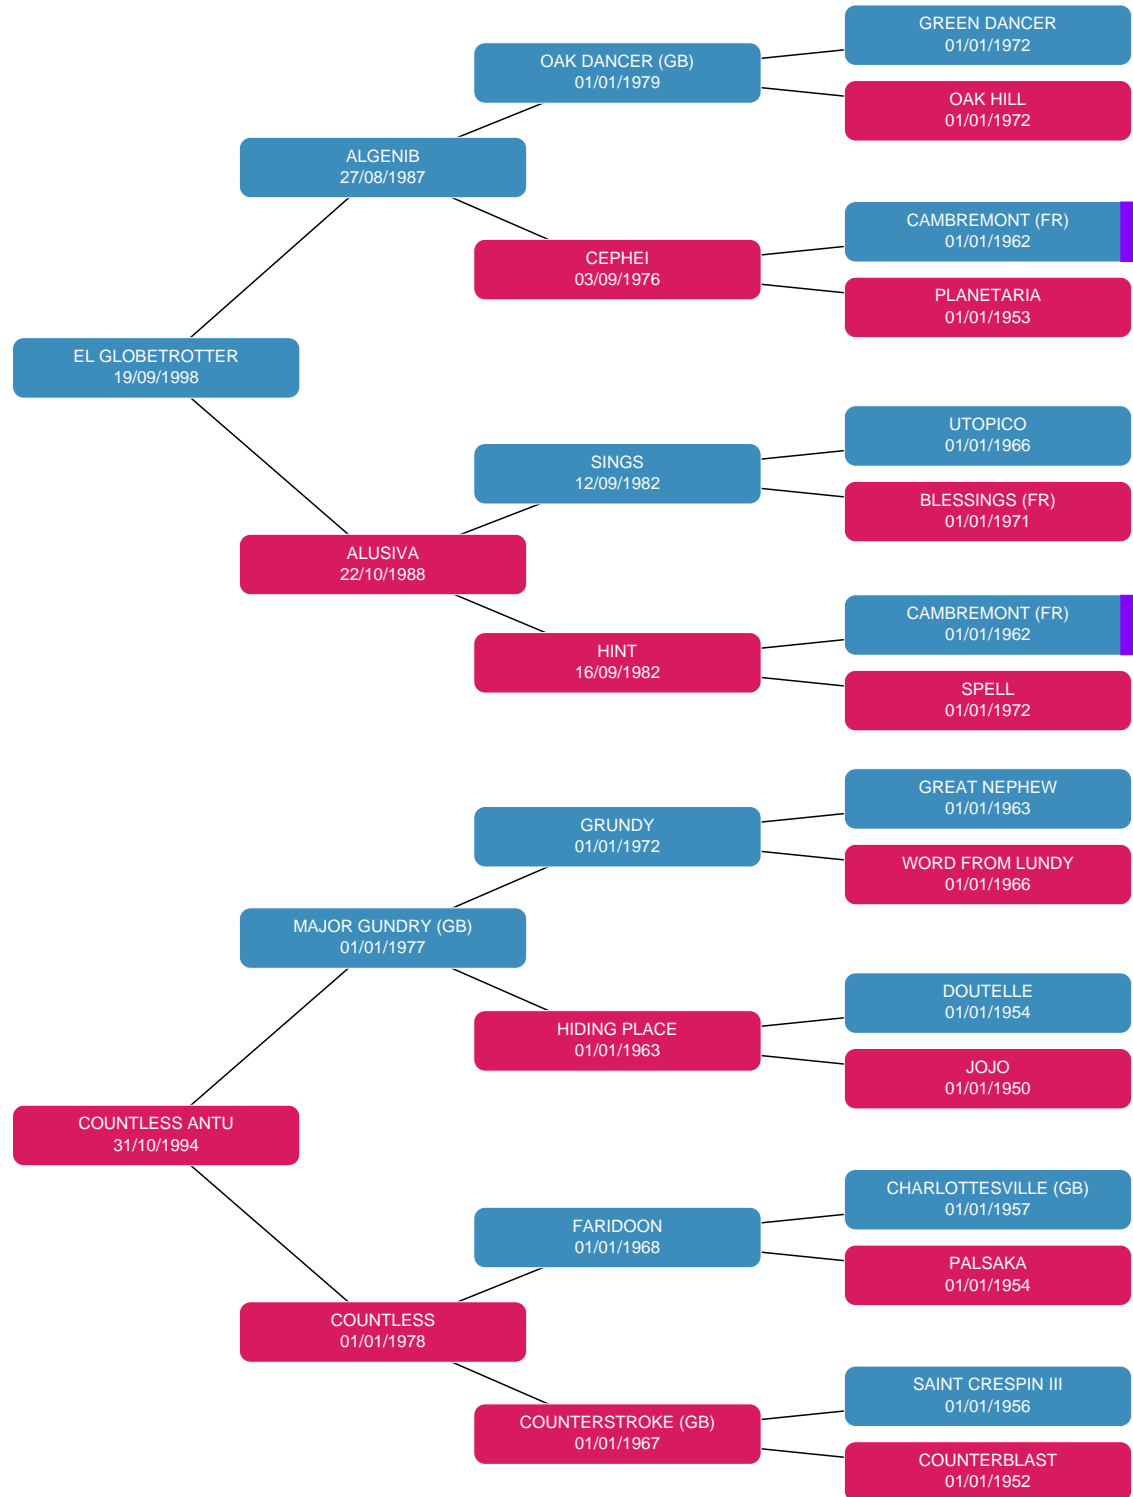 GREEN DANCER
01/01/1972
OAK DANCER (GB)
01/01/1979
OAK HILL
01/01/1972
ALGENIB
27/08/1987
CAMBREMONT (FR)
01/01/1962
CEPHEI
03/09/1976
PLANETARIA
01/01/1953
EL GLOBETROTTER
19/09/1998
UTOPICO
01/01/1966
SINGS
12/09/1982
BLESSINGS (FR)
01/01/1971
ALUSIVA
22/10/1988
CAMBREMONT (FR)
01/01/1962
HINT
16/09/1982
SPELL
01/01/1972
GREAT NEPHEW
01/01/1963
GRUNDY
01/01/1972
WORD FROM LUNDY
01/01/1966
MAJOR GUNDRY (GB)
01/01/1977
DOUTELLE
01/01/1954
HIDING PLACE
01/01/1963
JOJO
01/01/1950
COUNTLESS ANTU
31/10/1994
CHARLOTTESVILLE (GB)
01/01/1957
FARIDOON
01/01/1968
PALSAKA
01/01/1954
COUNTLESS
01/01/1978
SAINT CRESPIN III
01/01/1956
COUNTERSTROKE (GB)
01/01/1967
COUNTERBLAST
01/01/1952